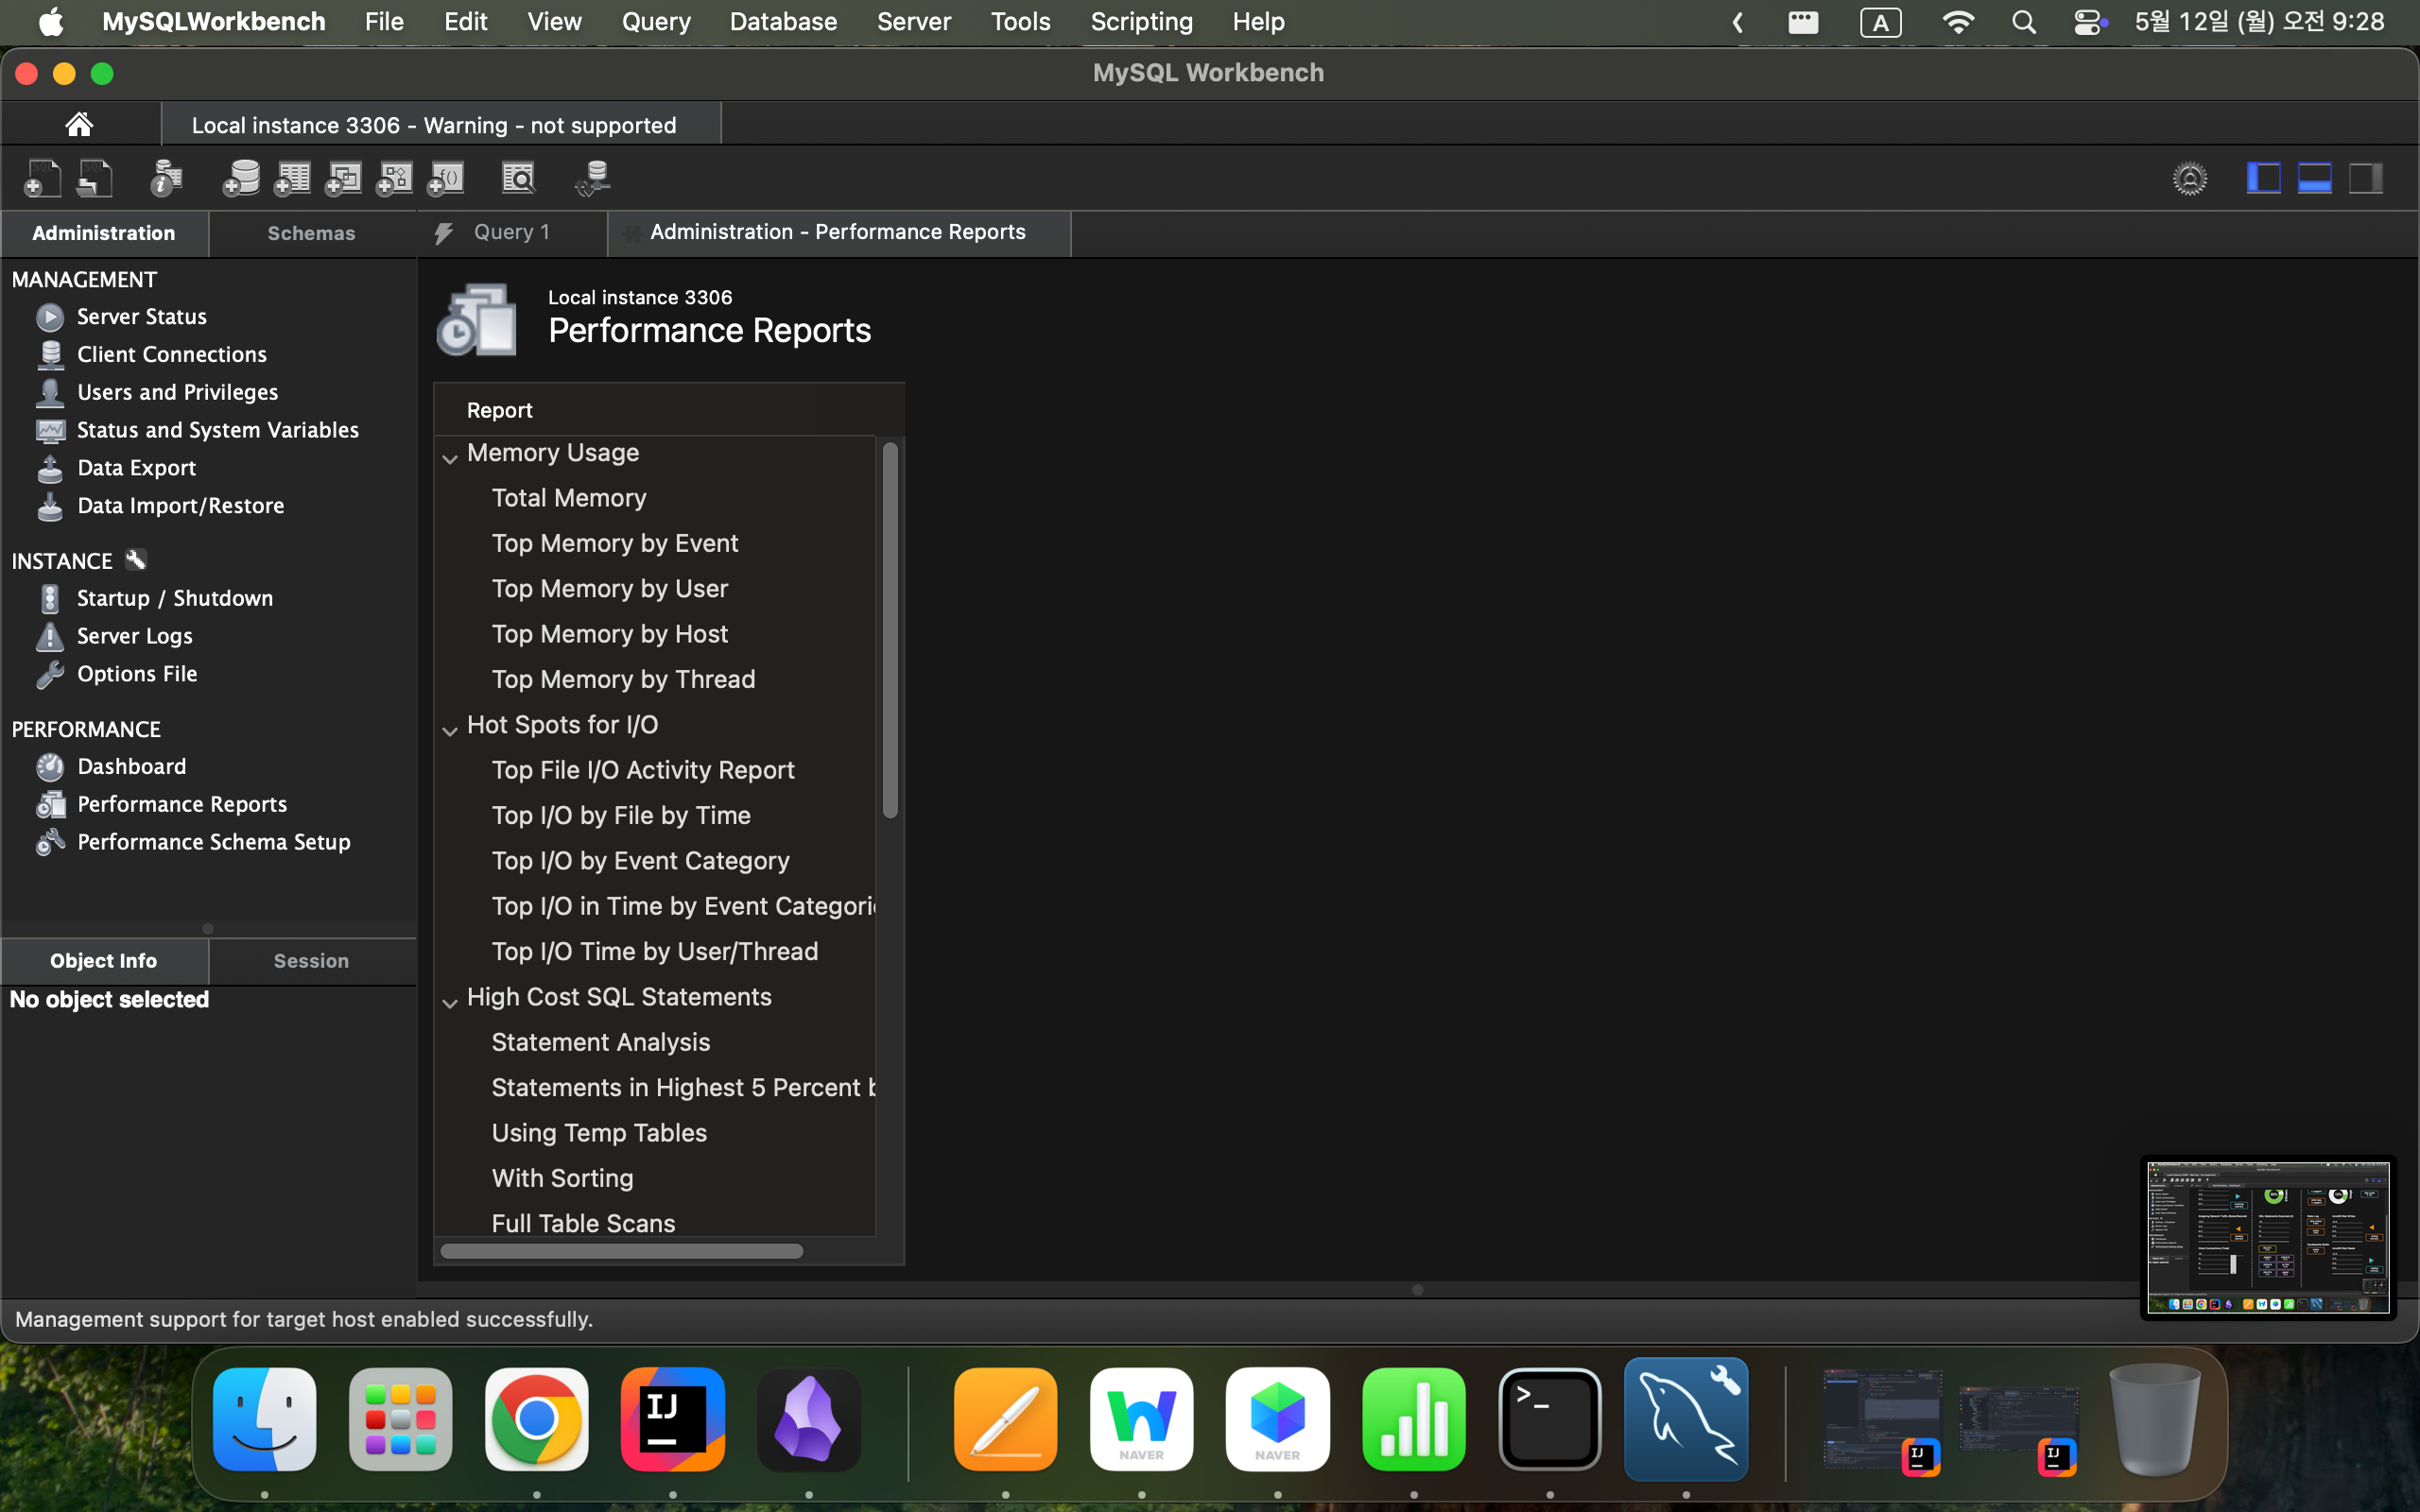 MySQLWorkbench File Edit View Query Database Server Tools Scripting Help A 5월 12일 (월) 오전 9:28
MySQL Workbench
Local instance 3306 - Warning - not supported
Administration Schemas Query 1 Administration - Performance Reports
MANAGEMENT
Server Status
Client Connections
Users and Privileges
Status and System Variables
Data Export
Data Import/Restore
INSTANCE
Startup / Shutdown
Server Logs
Options File
PERFORMANCE
Dashboard
Performance Reports
Performance Schema Setup
Object Info Session
No object selected
Local instance 3306
Performance Reports
Report
Memory Usage
Total Memory
Top Memory by Event
Top Memory by User
Top Memory by Host
Top Memory by Thread
Hot Spots for I/O
Top File I/O Activity Report
Top I/O by File by Time
Top I/O by Event Category
Top I/O in Time by Event Categori
Top I/O Time by User/Thread
High Cost SQL Statements
Statement Analysis
Statements in Highest 5 Percent b
Using Temp Tables
With Sorting
Full Table Scans
Management support for target host enabled successfully.
IJ
NAVER
NAVER
IJ
IJ